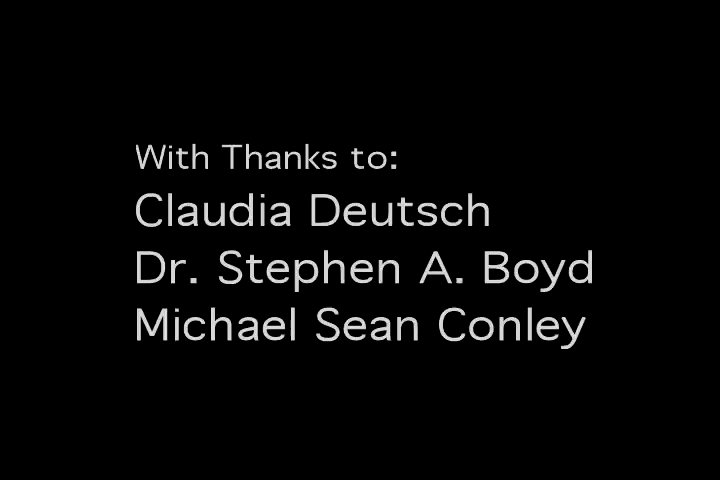 With Thanks to:
Claudia Deutsch
Dr. Stephen A. Boyd
Michael Sean Conley